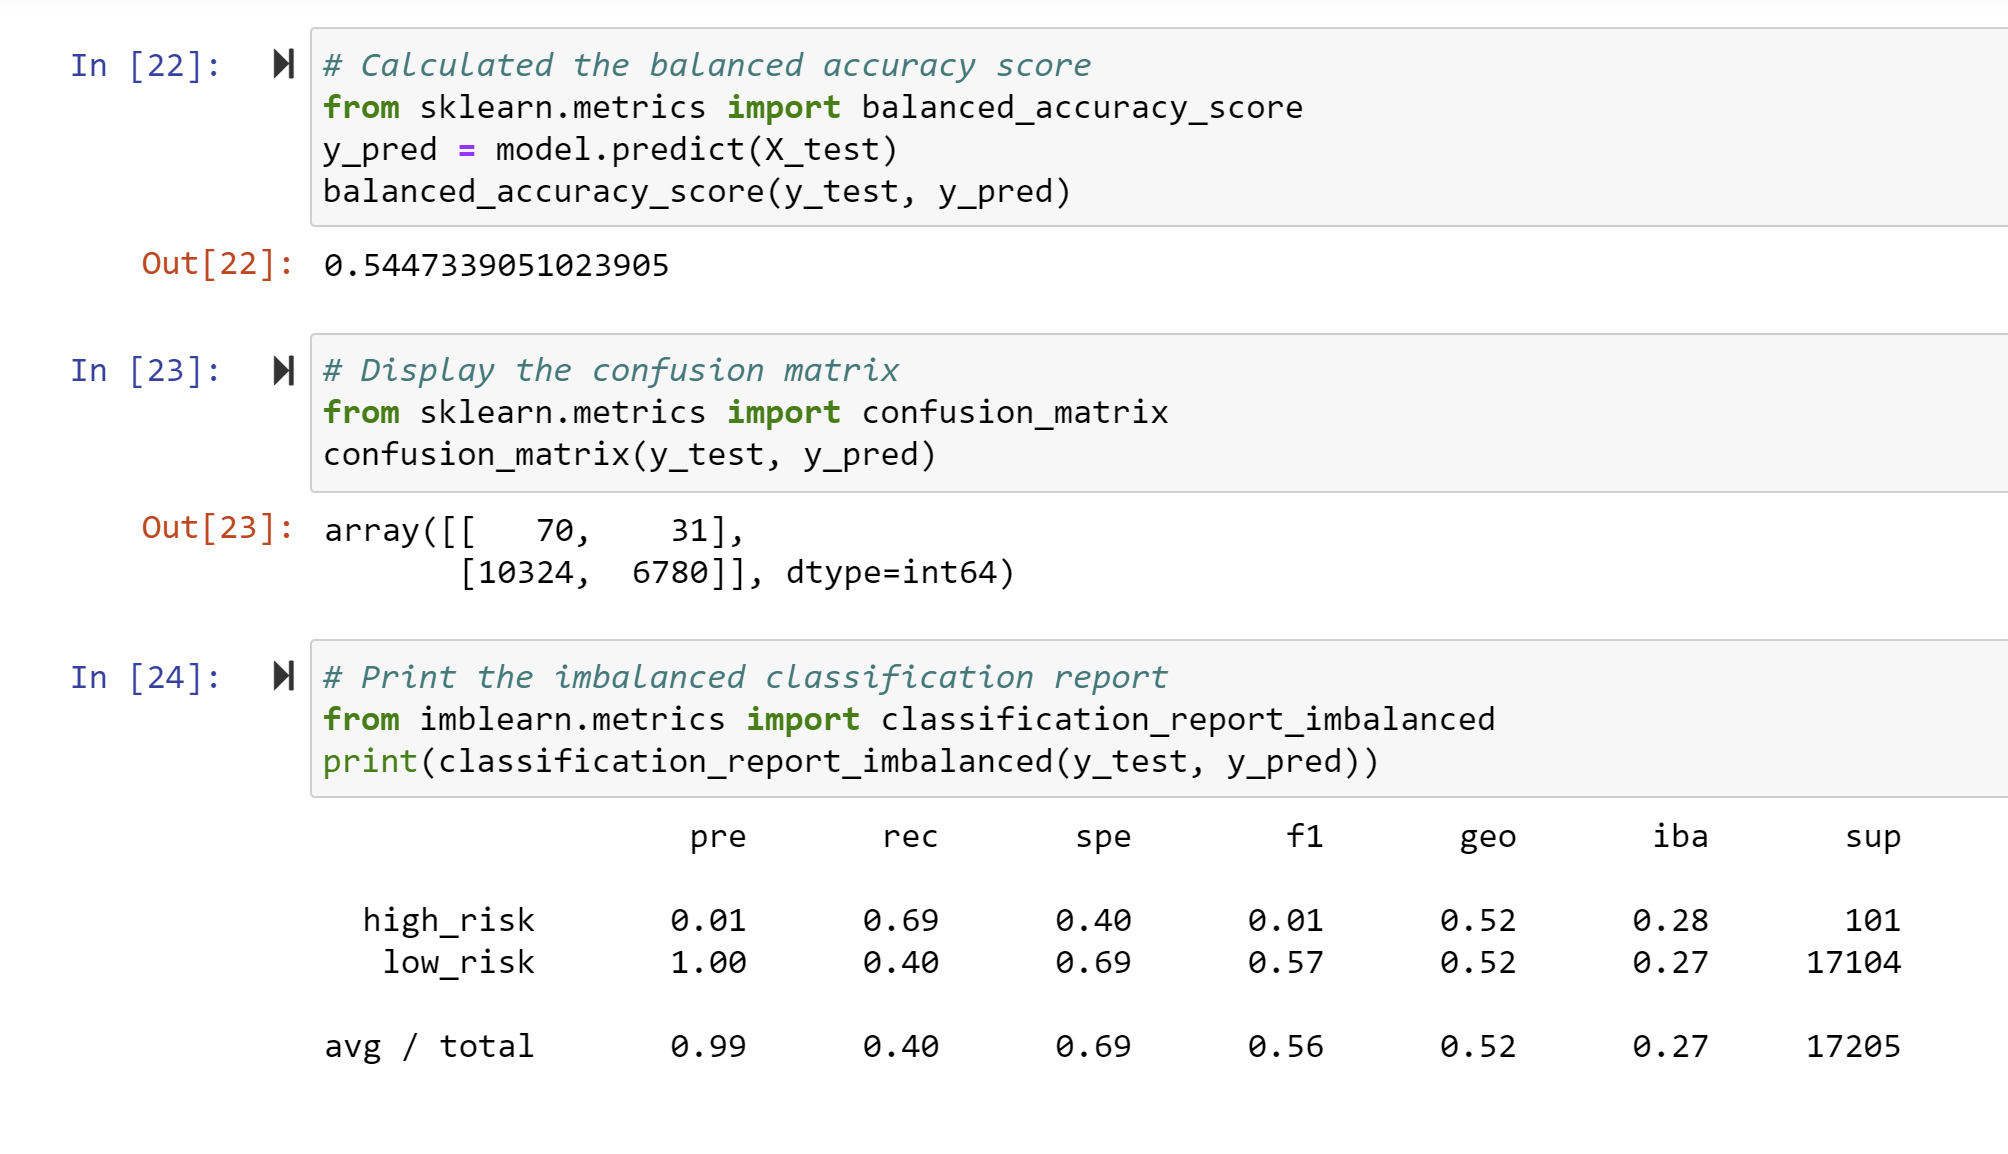 In [22]: # Calculated the balanced accuracy score
from sklearn.metrics import balanced_accuracy_score
y_pred = model.predict(X_test)
balanced_accuracy_score(y_test, y_pred)
Out[22]: 0.5447339051023905
In [23]: # Display the confusion matrix
from sklearn.metrics import confusion_matrix
confusion_matrix(y_test, y_pred)
Out[23]: array([[   70,    31],
       [10324,  6780]], dtype=int64)
In [24]: # Print the imbalanced classification report
from imblearn.metrics import classification_report_imbalanced
print(classification_report_imbalanced(y_test, y_pred))
pre rec spe f1 geo iba sup
high_risk 0.01 0.69 0.40 0.01 0.52 0.28 101
low_risk 1.00 0.40 0.69 0.57 0.52 0.27 17104
avg / total 0.99 0.40 0.69 0.56 0.52 0.27 17205